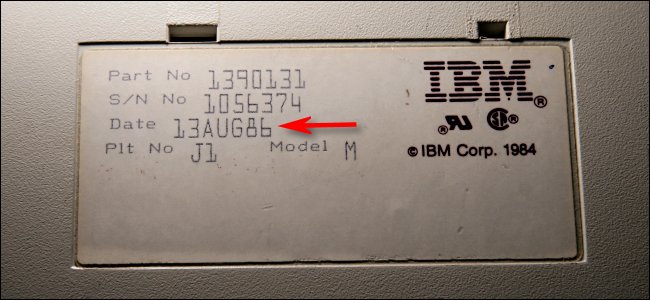 Part No 1390131
S/N No 1056374
Date 13AUG86
Plt No J1 Model M
IBM®
®
© IBM Corp. 1984